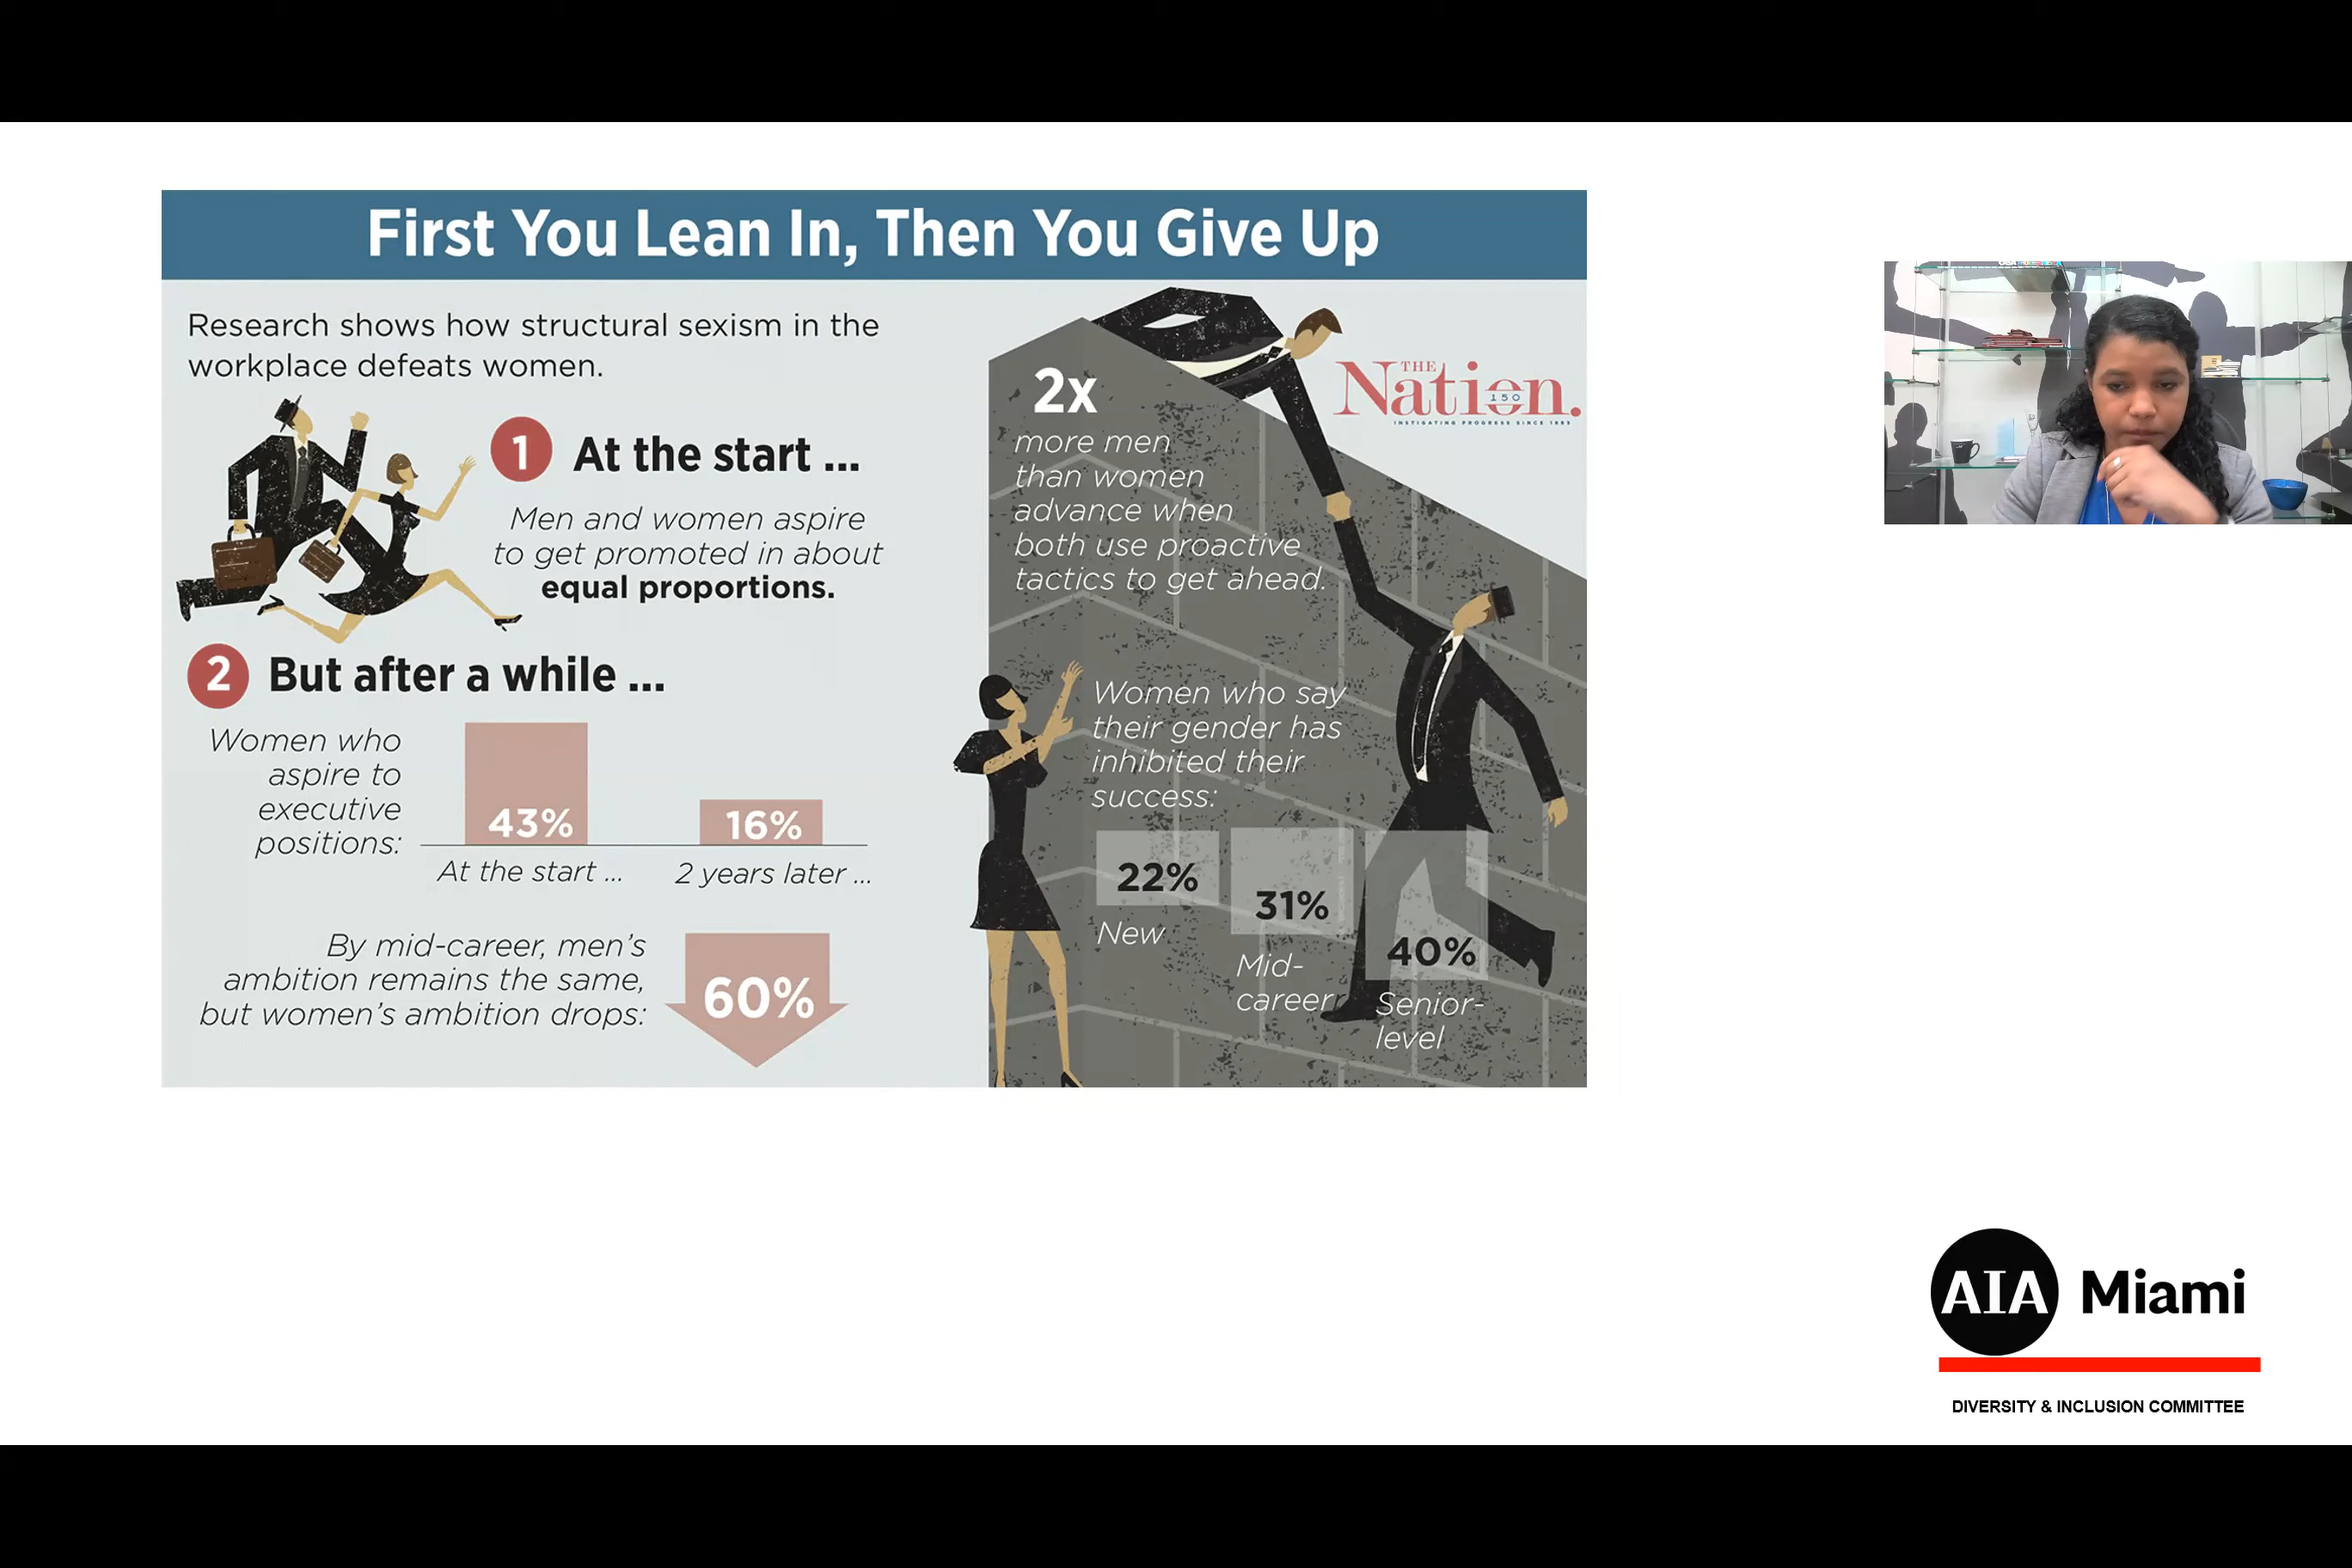 First You Lean In, Then You Give Up
Research shows how structural sexism in the
workplace defeats women.
1 At the start ...
Men and women aspire
to get promoted in about
equal proportions.
2 But after a while ...
Women who
aspire to
executive
positions:
43%
16%
At the start ...
2 years later ...
By mid-career, men's
ambition remains the same,
but women's ambition drops:
60%
2x
more men
than women
advance when
both use proactive
tactics to get ahead.
THE
Nation.
150
INSTIGATING PROGRESS SINCE 1865
Women who say
their gender has
inhibited their
success:
22%
New
31%
Mid-
career
40%
Senior-
level
AIA Miami
DIVERSITY & INCLUSION COMMITTEE